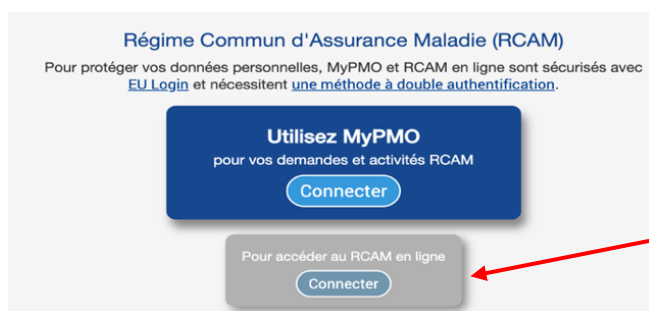 Régime Commun d'Assurance Maladie (RCAM)
Pour protéger vos données personnelles, MyPMO et RCAM en ligne sont sécurisés avec
EU Login et nécessitent une méthode à double authentification.
Utilisez MyPMO
pour vos demandes et activités RCAM
Connecter
Pour accéder au RCAM en ligne
Connecter